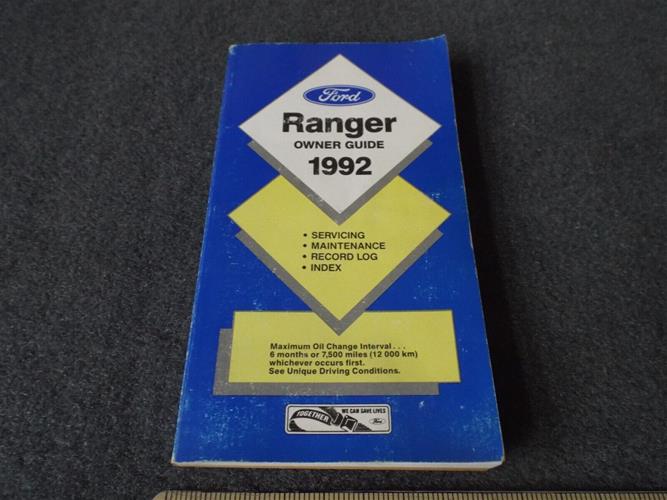 Ford
Ranger
OWNER GUIDE
1992
• SERVICING
• MAINTENANCE
• RECORD LOG
• INDEX
Maximum Oil Change Interval . . .
6 months or 7,500 miles (12 000 km)
whichever occurs first.
See Unique Driving Conditions.
TOGETHER
WE CAN SAVE LIVES
Ford